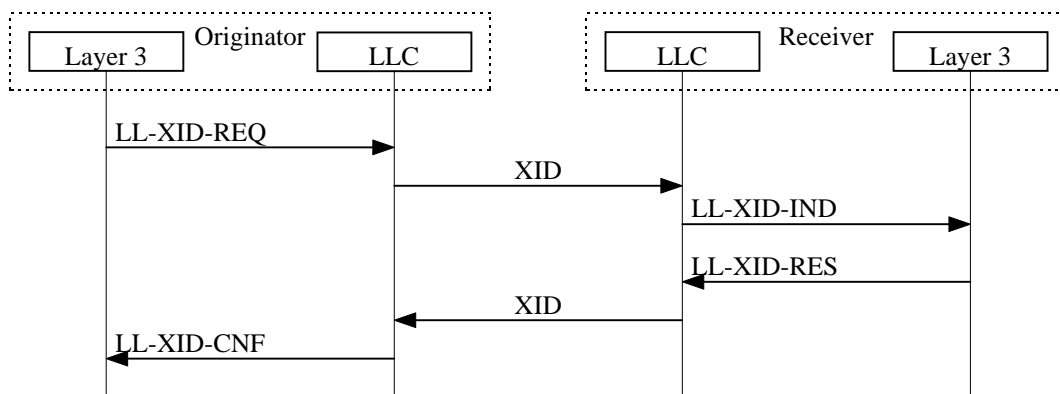 Originator
Receiver
Layer 3
LLC
LLC
Layer 3
LL-XID-REQ
XID
LL-XID-IND
LL-XID-RES
XID
LL-XID-CNF